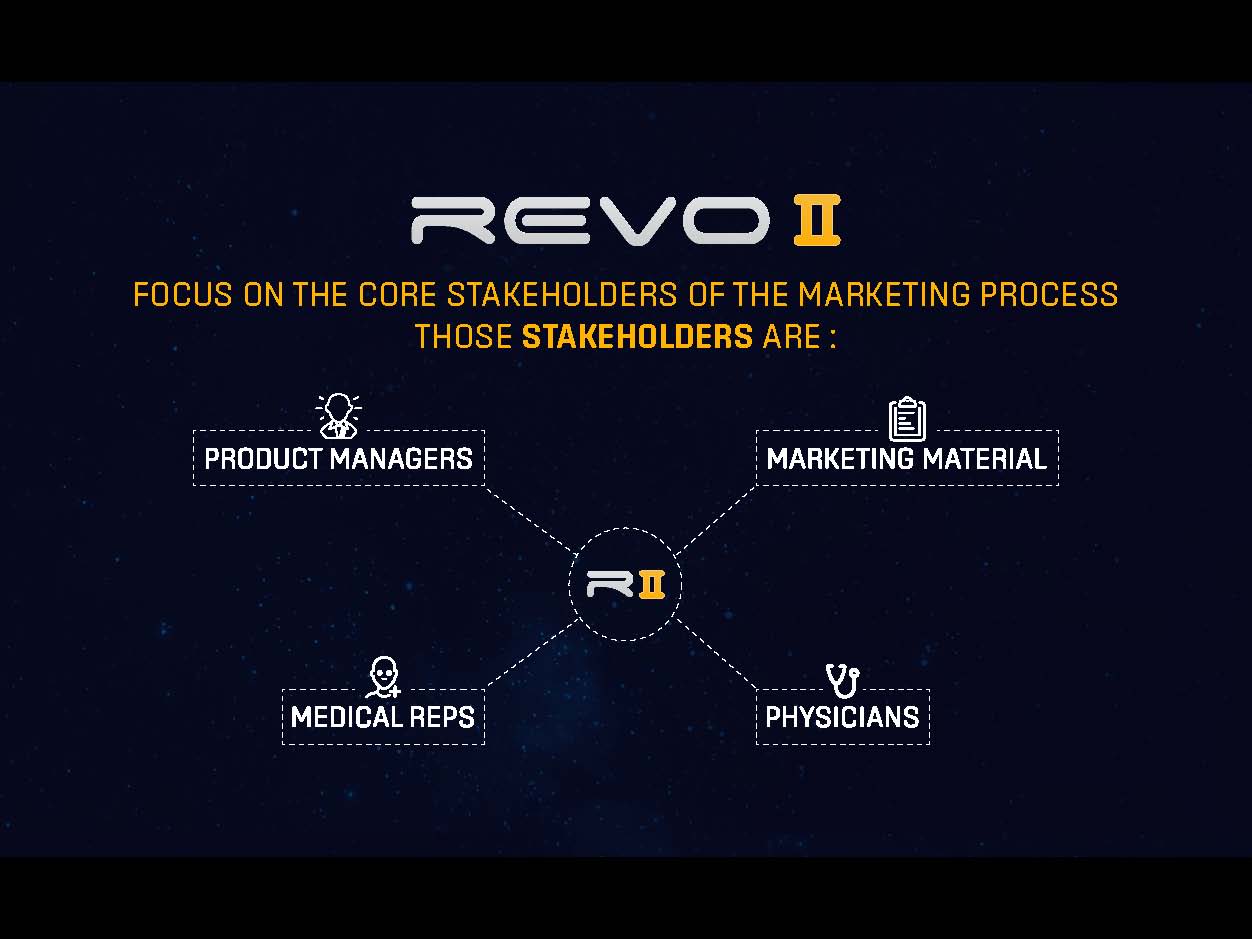 REVO II
FOCUS ON THE CORE STAKEHOLDERS OF THE MARKETING PROCESS
THOSE STAKEHOLDERS ARE :
PRODUCT MANAGERS
MARKETING MATERIAL
R II
MEDICAL REPS
PHYSICIANS